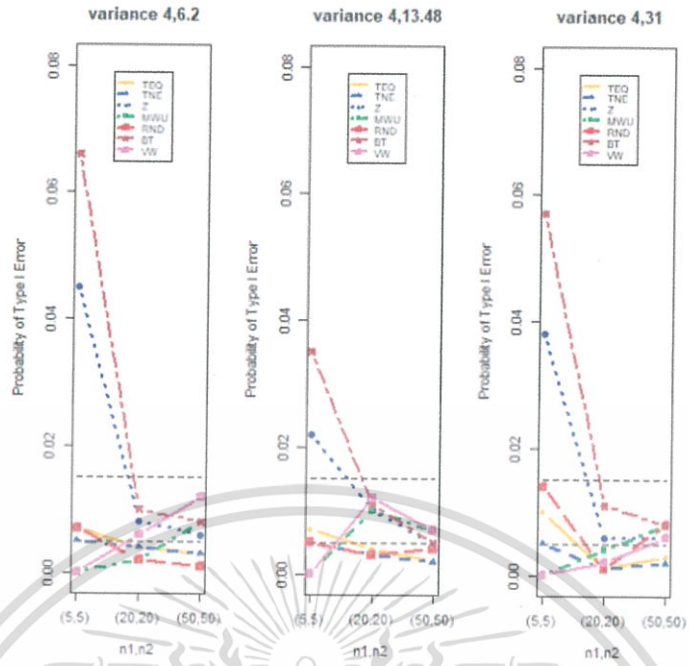 variance 4,6.2
Probability of Type I Error
0.08
0.06
0.04
0.02
0.00
TEQ
TNE
Z
MWU
RND
BT
VW
(5,5)
(20,20)
(50,50)
n1,n2
variance 4,13.48
Probability of Type I Error
0.08
0.06
0.04
0.02
0.00
TEQ
TNE
Z
MWU
RND
BT
VW
(5,5)
(20,20)
(50,50)
n1,n2
variance 4,31
Probability of Type I Error
0.08
0.06
0.04
0.02
0.00
TEQ
TNE
Z
MWU
RND
BT
VW
(5,5)
(20,20)
(50,50)
n1,n2